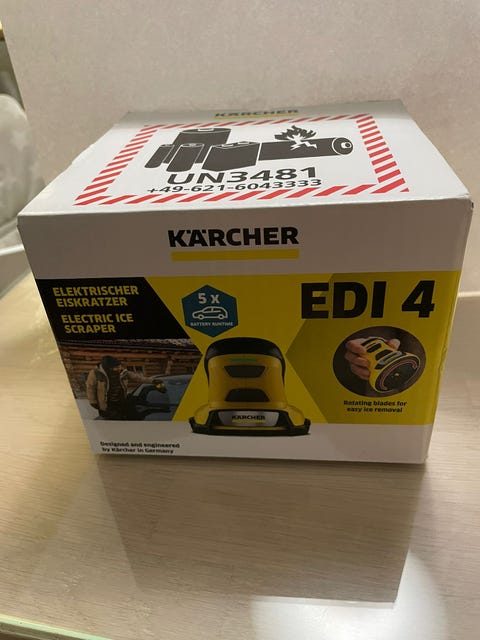 KÄRCHER
UN3481
+49-621-6043333
KÄRCHER
ELEKTRISCHER
EISKRATZER
ELECTRIC ICE
SCRAPER
5 x
BATTERY RUNTIME
EDI 4
KÄRCHER
Rotating blades for
easy ice removal
Designed and engineered
by Kärcher in Germany